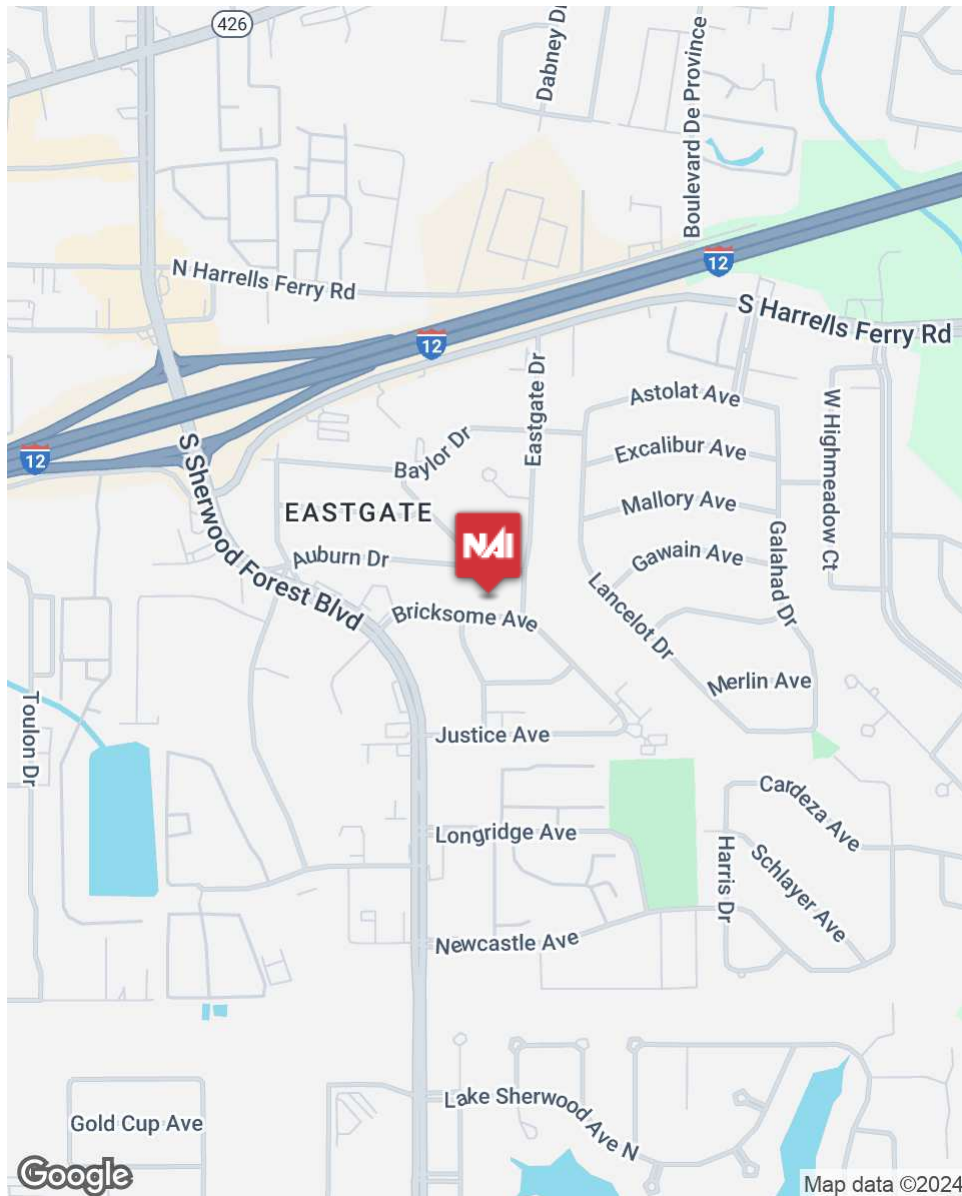 426
Dabney Dr
Boulevard De Province
N Harrells Ferry Rd
12
S Harrells Ferry Rd
12
12
Eastgate Dr
Astolat Ave
W Highmeadow Ct
S Sherwood Forest Blvd
Baylor Dr
Excalibur Ave
Mallory Ave
EASTGATE
NAI
Auburn Dr
Gawain Ave
Galahad Dr
Bricksome Ave
Lancelot Dr
Merlin Ave
Toulon Dr
Justice Ave
Cardeza Ave
Longridge Ave
Harris Dr
Schlayer Ave
Newcastle Ave
Lake Sherwood Ave N
Gold Cup Ave
Google
Map data ©2024